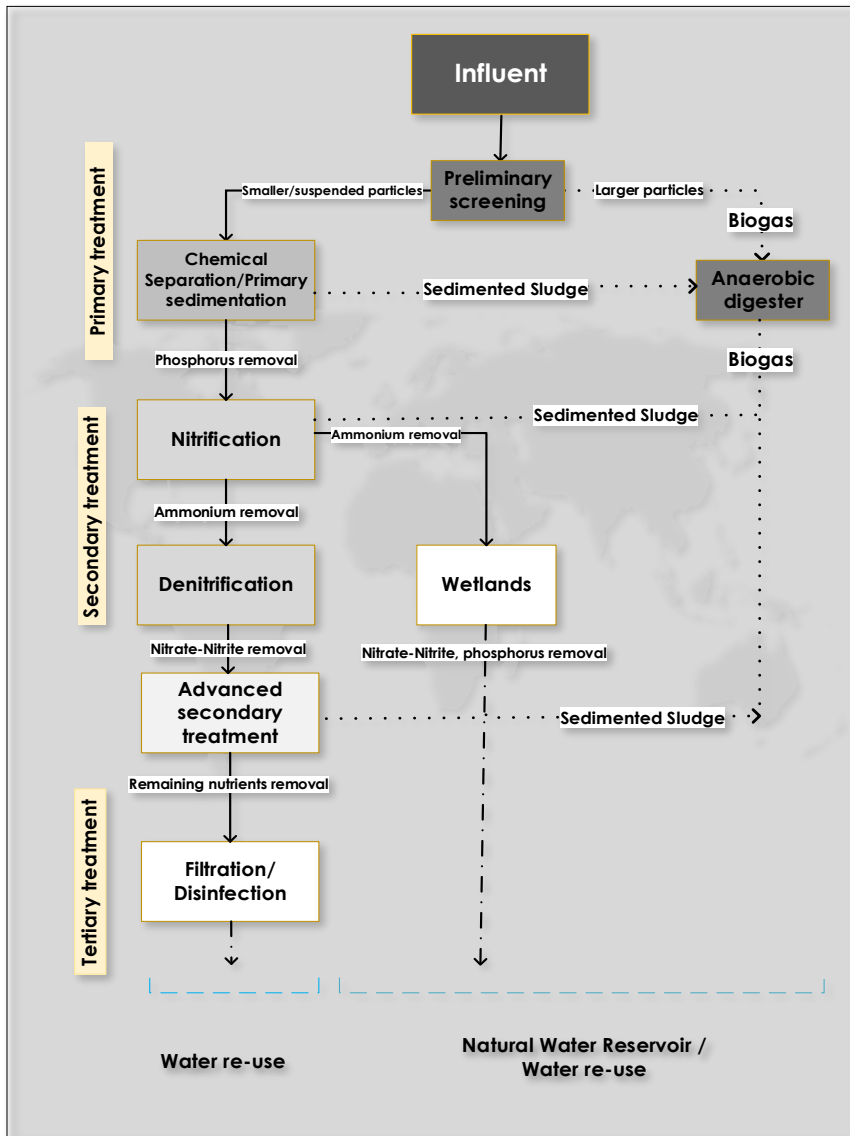 Influent
Primary treatment
Preliminary
screening
Smaller/suspended particles
Larger particles
Biogas
Chemical
Separation/Primary
sedimentation
Sedimented Sludge
Anaerobic
digester
Phosphorus removal
Biogas
Secondary treatment
Nitrification
Sedimented Sludge
Ammonium removal
Ammonium removal
Denitrification
Wetlands
Nitrate-Nitrite removal
Nitrate-Nitrite, phosphorus removal
Advanced
secondary
treatment
Sedimented Sludge
Remaining nutrients removal
Tertiary treatment
Filtration/
Disinfection
Water re-use
Natural Water Reservoir /
Water re-use